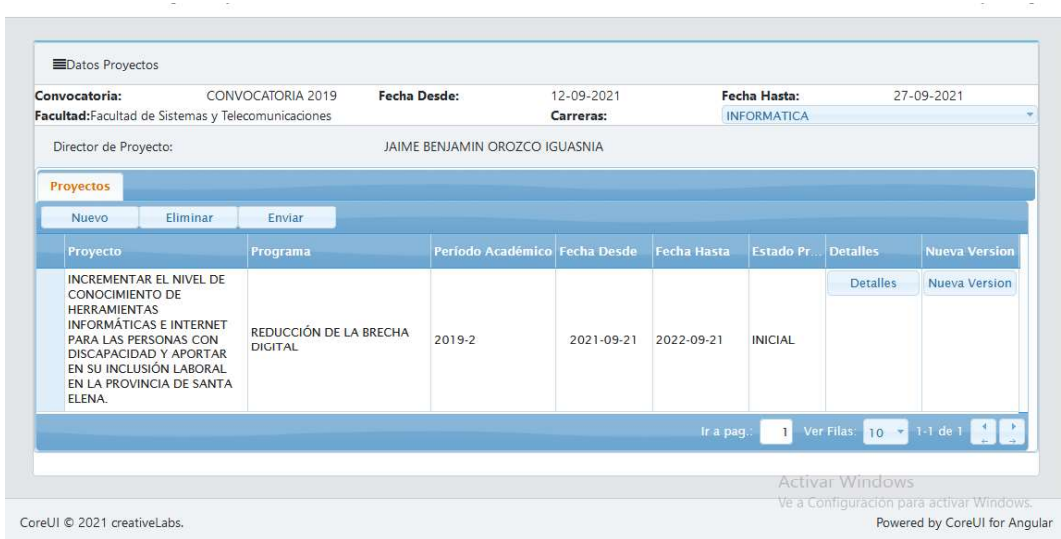 Datos Proyectos
Convocatoria: CONVOCATORIA 2019 Fecha Desde: 12-09-2021 Fecha Hasta: 27-09-2021
Facultad:Facultad de Sistemas y Telecomunicaciones Carreras: INFORMATICA
Director de Proyecto: JAIME BENJAMIN OROZCO IGUASNIA
Proyectos
Nuevo Eliminar Enviar
Proyecto Programa Período Académico Fecha Desde Fecha Hasta Estado Pr... Detalles Nueva Version
INCREMENTAR EL NIVEL DE
CONOCIMIENTO DE
HERRAMIENTAS
INFORMÁTICAS E INTERNET
PARA LAS PERSONAS CON
DISCAPACIDAD Y APORTAR
EN SU INCLUSIÓN LABORAL
EN LA PROVINCIA DE SANTA
ELENA.
REDUCCIÓN DE LA BRECHA
DIGITAL
2019-2 2021-09-21 2022-09-21 INICIAL
Detalles Nueva Version
Ir a pag.: 1 Ver Filas: 10 1-1 de 1
Activar Windows
Ve a Configuración para activar Windows.
CoreUI © 2021 creativeLabs. Powered by CoreUI for Angular